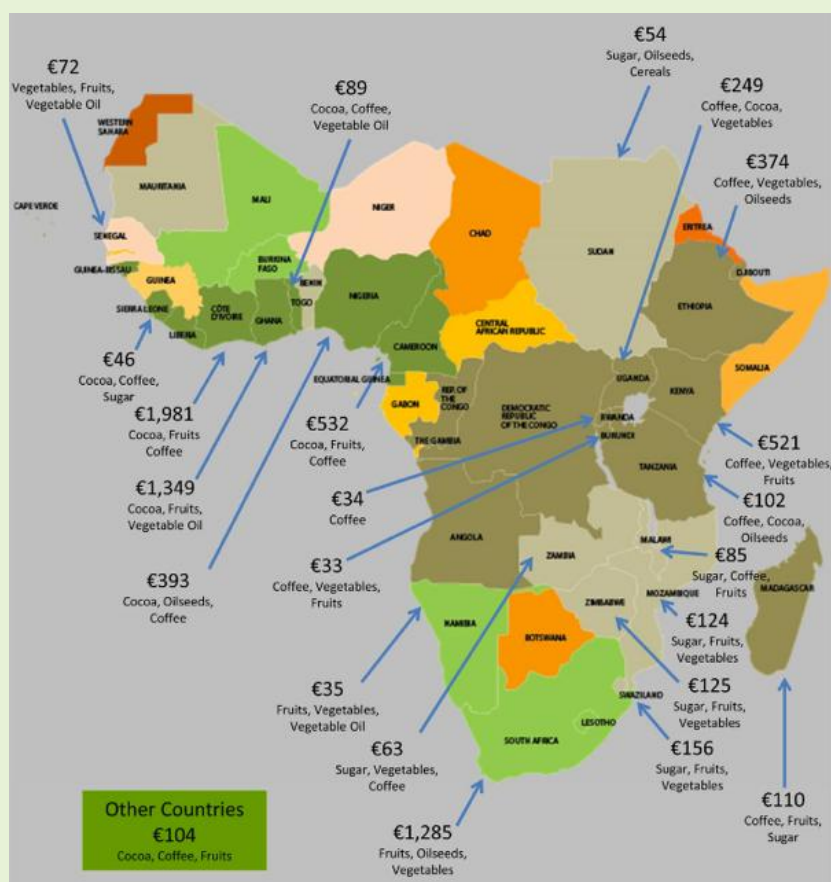 €72
Vegetables, Fruits,
Vegetable Oil
€89
Cocoa, Coffee,
Vegetable Oil
€54
Sugar, Oilseeds,
Cereals
€249
Coffee, Cocoa,
Vegetables
€374
Coffee, Vegetables,
Oilseeds
WESTERN
SAHARA
MAURITANIA
CAPE VERDE
MALI
NIGER
CHAD
SUDAN
ERITREA
SENEGAL
GUINEA-BISSAU
GUINEA
BURKINA
FASO
BENIN
NIGERIA
DJIBOUTI
ETHIOPIA
SIERRA LEONE
LIBERIA
CÔTE
D'IVOIRE
GHANA
TOGO
CENTRAL
AFRICAN REPUBLIC
CAMEROON
SOMALIA
EQUATORIAL GUINEA
GABON
REP. OF
THE
CONGO
DEMOCRATIC
REPUBLIC
OF THE CONGO
UGANDA
KENYA
RWANDA
BURUNDI
THE GAMBIA
TANZANIA
€46
Cocoa, Coffee,
Sugar
€1,981
Cocoa, Fruits
Coffee
€532
Cocoa, Fruits,
Coffee
€521
Coffee, Vegetables,
Fruits
€1,349
Cocoa, Fruits,
Vegetable Oil
€34
Coffee
€102
Coffee, Cocoa,
Oilseeds
ANGOLA
ZAMBIA
MALAWI
€85
Sugar, Coffee,
Fruits
€393
Cocoa, Oilseeds,
Coffee
€33
Coffee, Vegetables,
Fruits
MADAGASCAR
ZIMBABWE
MOZAMBIQUE
€124
Sugar, Fruits,
Vegetables
NAMIBIA
BOTSWANA
€35
Fruits, Vegetables,
Vegetable Oil
SWAZILAND
€125
Sugar, Fruits,
Vegetables
LESOTHO
SOUTH AFRICA
€63
Sugar, Vegetables,
Coffee
€156
Sugar, Fruits,
Vegetables
€110
Coffee, Fruits,
Sugar
Other Countries
€104
Cocoa, Coffee, Fruits
€1,285
Fruits, Oilseeds,
Vegetables